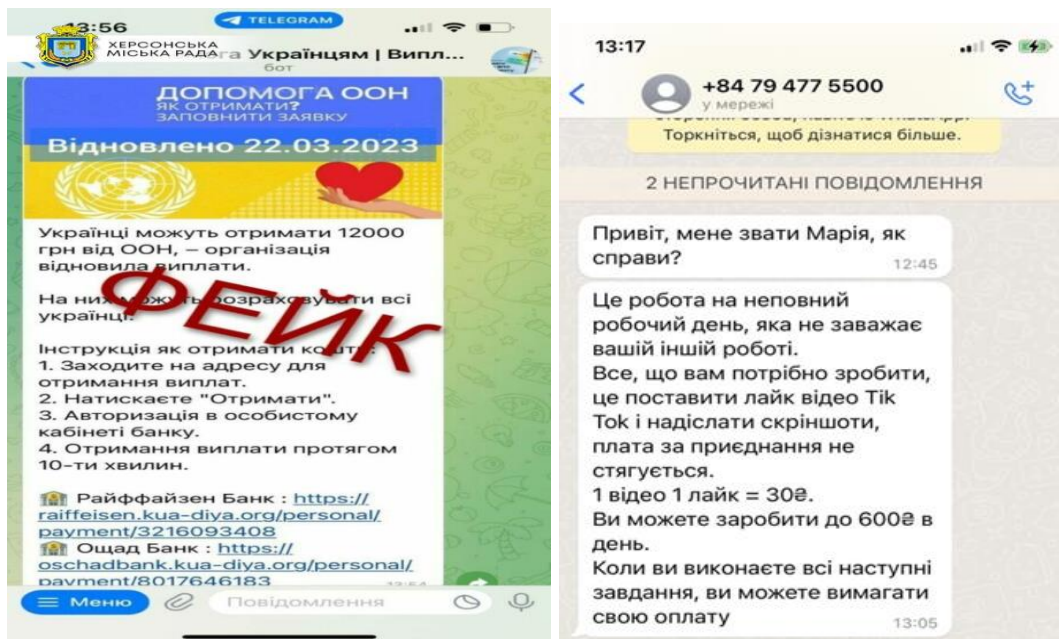 13:56
TELEGRAM
ХЕРСОНСЬКА
МІСЬКА РАДА
га Українцям | Випл...
бот
ДОПОМОГА ООН
ЯК ОТРИМАТИ?
ЗАПОВНИТИ ЗАЯВКУ
Відновлено 22.03.2023
Українці можуть отримати 12000
грн від ООН, – організація
відновила виплати.
На них можуть розраховувати всі
українці.
ФЕЙК
Інструкція як отримати кошти:
1. Заходите на адресу для
отримання виплат.
2. Натискаєте "Отримати".
3. Авторизація в особистому
кабінеті банку.
4. Отримання виплати протягом
10-ти хвилин.
Райффайзен Банк : https://
raiffeisen.kua-diya.org/personal/
payment/3216093408
Ощад Банк : https://
oschadbank.kua-diya.org/personal/
payment/8017646183
13:54
Меню
Повідомлення
13:17
+84 79 477 5500
у мережі
Торкніться, щоб дізнатися більше.
2 НЕПРОЧИТАНІ ПОВІДОМЛЕННЯ
Привіт, мене звати Марія, як
справи?
12:45
Це робота на неповний
робочий день, яка не заважає
вашій іншій роботі.
Все, що вам потрібно зробити,
це поставити лайк відео Tik
Tok і надіслати скріншоти,
плата за приєднання не
стягується.
1 відео 1 лайк = 30₴.
Ви можете заробити до 600₴ в
день.
Коли ви виконаєте всі наступні
завдання, ви можете вимагати
свою оплату
13:05